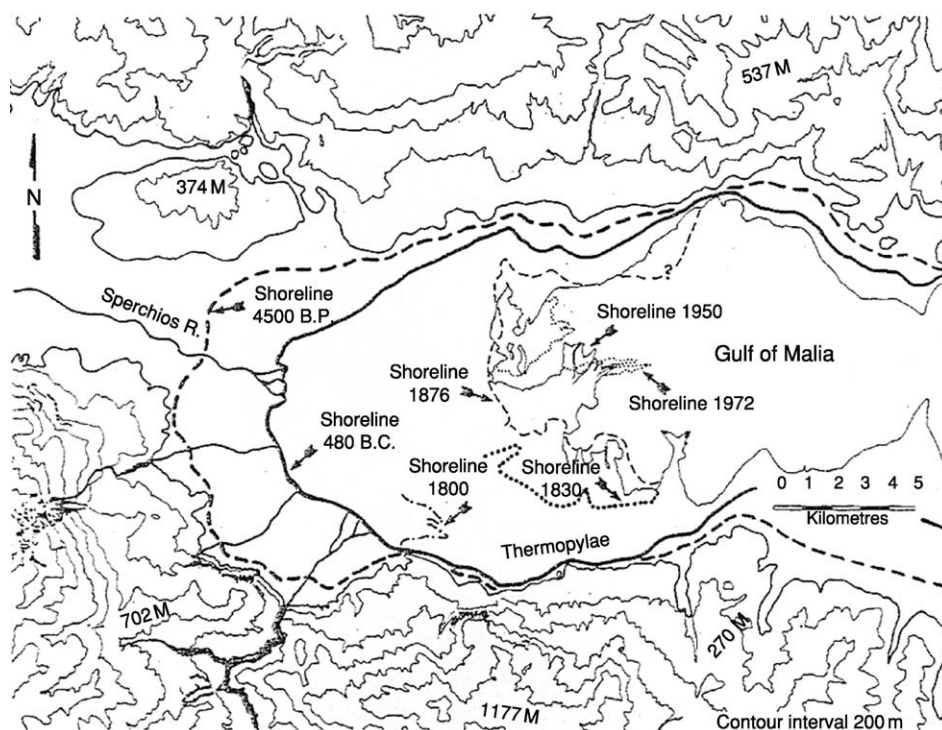 537 M
374 M
N
Sperchios R.
Shoreline
4500 B.P.
?
Shoreline 1950
Gulf of Malia
Shoreline
1876
Shoreline 1972
Shoreline
480 B.C.
Shoreline
1800
Shoreline
1830
0 1 2 3 4 5
Kilometres
Thermopylae
702 M
270 M
1177 M
Contour interval 200 m